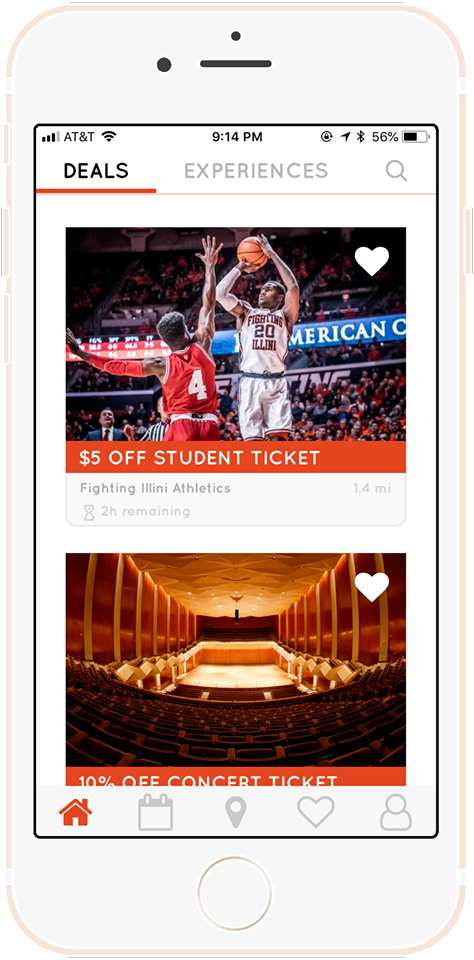 AT&T 9:14 PM 56%
DEALS EXPERIENCES
FIGHTING
20
ILLINI
4
AMERICAN C
$5 OFF STUDENT TICKET
Fighting Illini Athletics 1.4 mi
2h remaining
10% OFF CONCERT TICKET